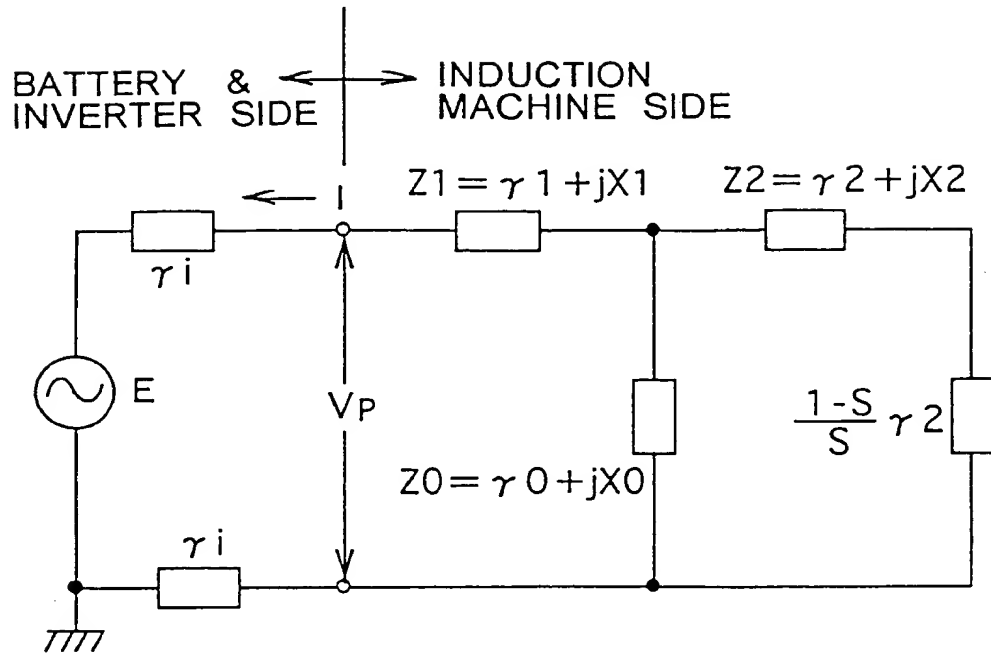 BATTERY &
INVERTER SIDE
INDUCTION
MACHINE SIDE
I
Z1=γ1+jX1
Z2=γ2+jX2
γi
E
VP
1-S
S
γ2
Z0=γ0+jX0
γi